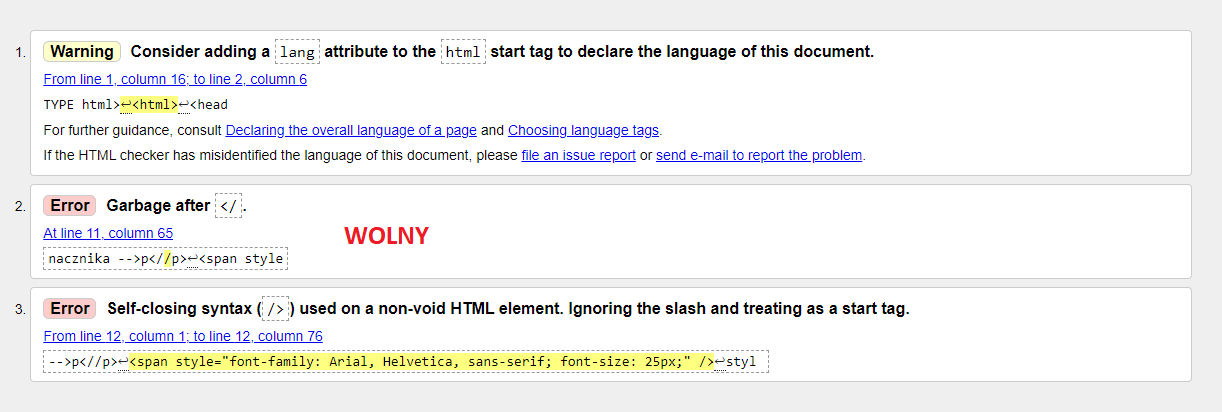 1. Warning Consider adding a lang attribute to the html start tag to declare the language of this document.
From line 1, column 16; to line 2, column 6
TYPE html>↩<html>↩<head
For further guidance, consult Declaring the overall language of a page and Choosing language tags.
If the HTML checker has misidentified the language of this document, please file an issue report or send e-mail to report the problem.
2. Error Garbage after </.
At line 11, column 65
WOLNY
nacznika -->p<//p>↩<span style
3. Error Self-closing syntax (/>) used on a non-void HTML element. Ignoring the slash and treating as a start tag.
From line 12, column 1; to line 12, column 76
-->p<//p>↩<span style="font-family: Arial, Helvetica, sans-serif; font-size: 25px;" />↩styl